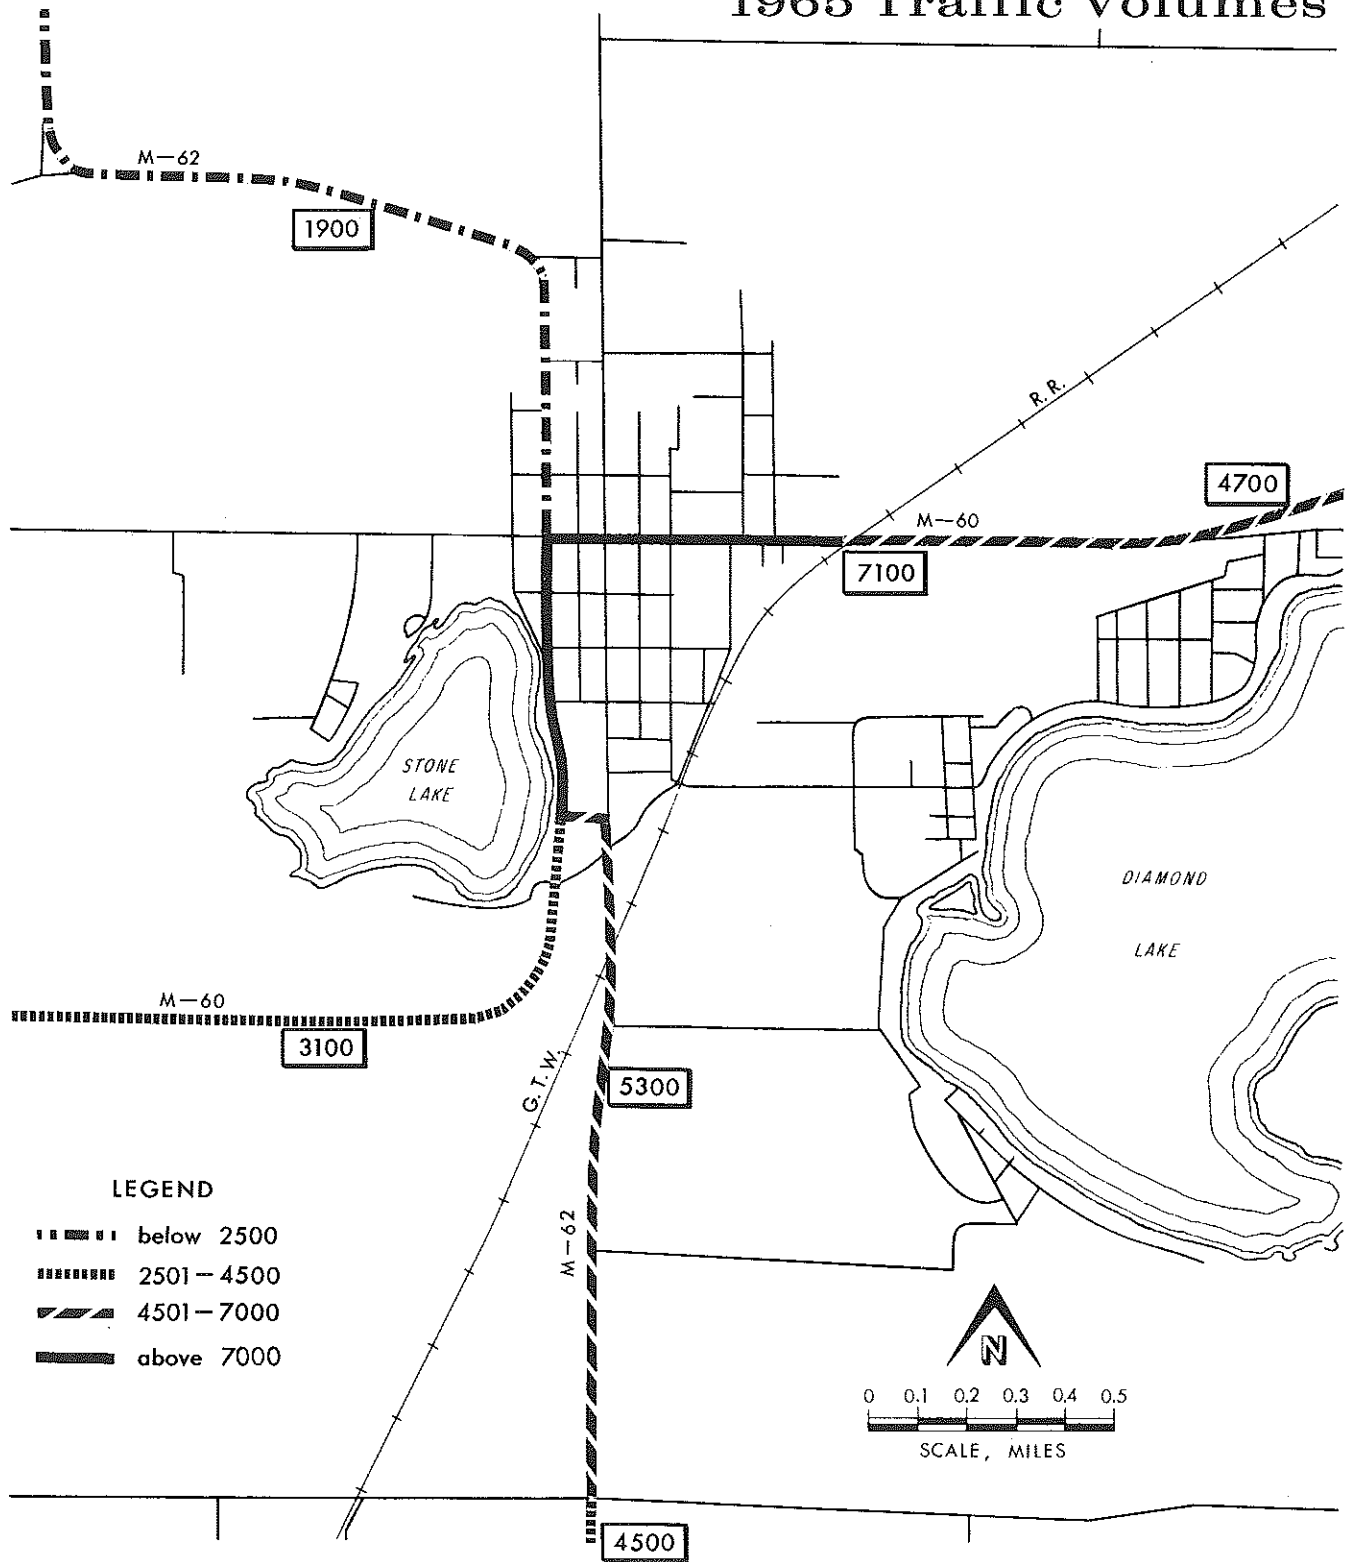 1965 Traffic Volumes
M-62
1900
R.R.
4700
M-60
7100
STONE
LAKE
DIAMOND
LAKE
M-60
3100
G.T.W.
5300
M-62
LEGEND
below 2500
2501-4500
4501-7000
above 7000
N
0 0.1 0.2 0.3 0.4 0.5
SCALE, MILES
4500